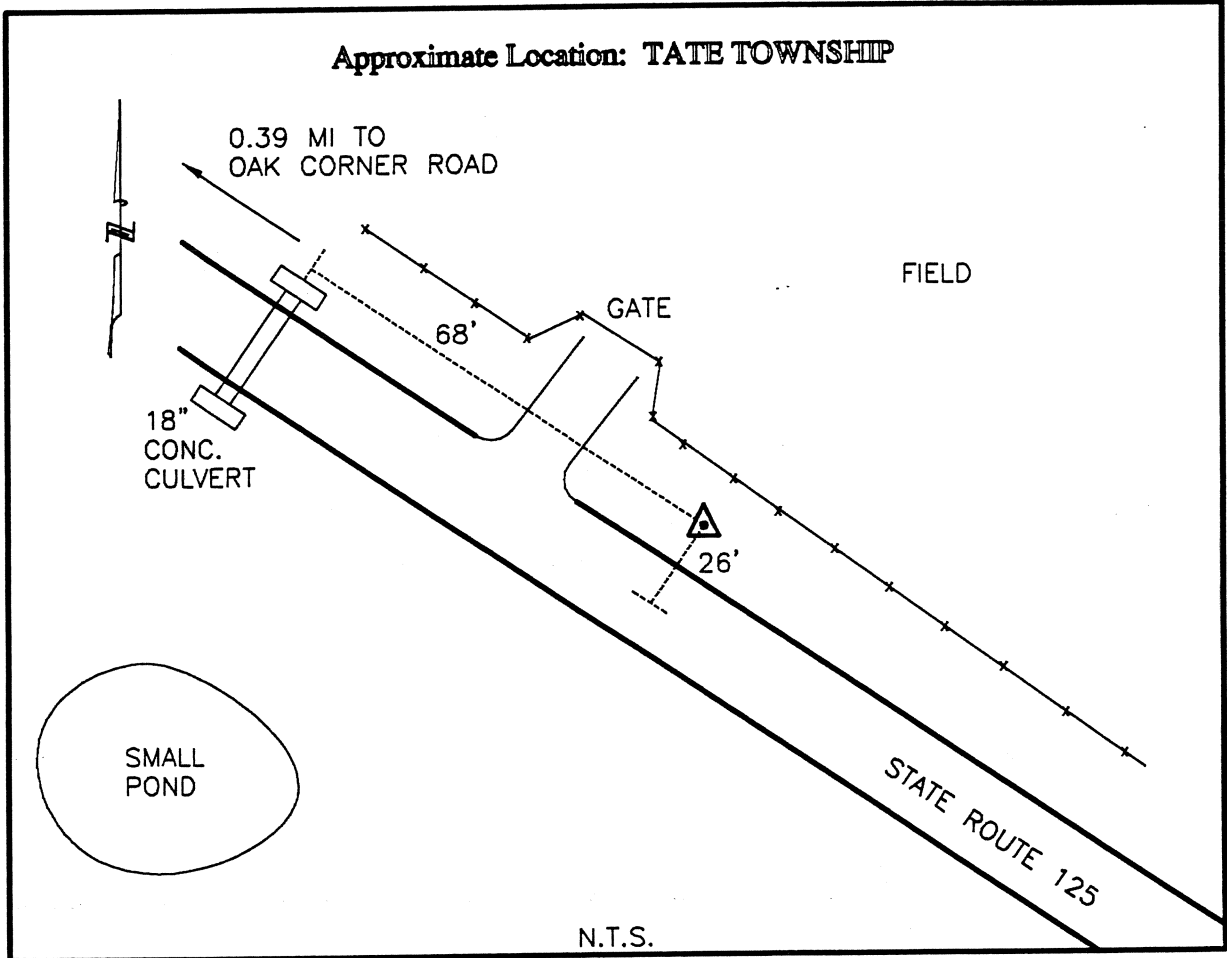 Approximate Location: TATE TOWNSHIP
0.39 MI TO
OAK CORNER ROAD
N
FIELD
GATE
68'
18"
CONC.
CULVERT
26'
SMALL
POND
STATE ROUTE 125
N.T.S.